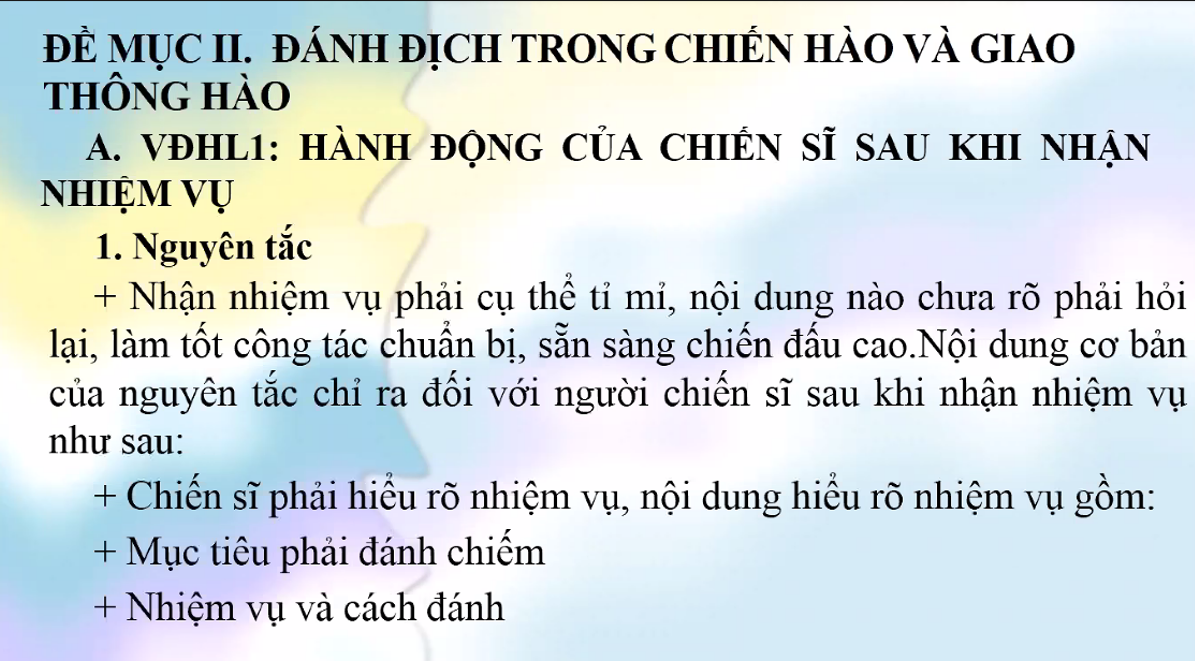 ĐỀ MỤC II. ĐÁNH ĐỊCH TRONG CHIẾN HÀO VÀ GIAO
THÔNG HÀO
A. VĐHL1: HÀNH ĐỘNG CỦA CHIẾN SĨ SAU KHI NHẬN
NHIỆM VỤ
1. Nguyên tắc
+ Nhận nhiệm vụ phải cụ thể tỉ mỉ, nội dung nào chưa rõ phải hỏi
lại, làm tốt công tác chuẩn bị, sẵn sàng chiến đấu cao.Nội dung cơ bản
của nguyên tắc chỉ ra đối với người chiến sĩ sau khi nhận nhiệm vụ
như sau:
+ Chiến sĩ phải hiểu rõ nhiệm vụ, nội dung hiểu rõ nhiệm vụ gồm:
+ Mục tiêu phải đánh chiếm
+ Nhiệm vụ và cách đánh